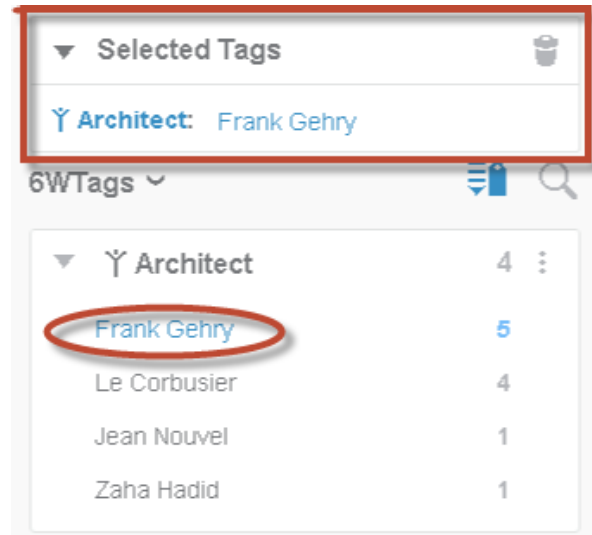 Selected Tags
Architect: Frank Gehry
6WTags
Architect 4
Frank Gehry 5
Le Corbusier 4
Jean Nouvel 1
Zaha Hadid 1